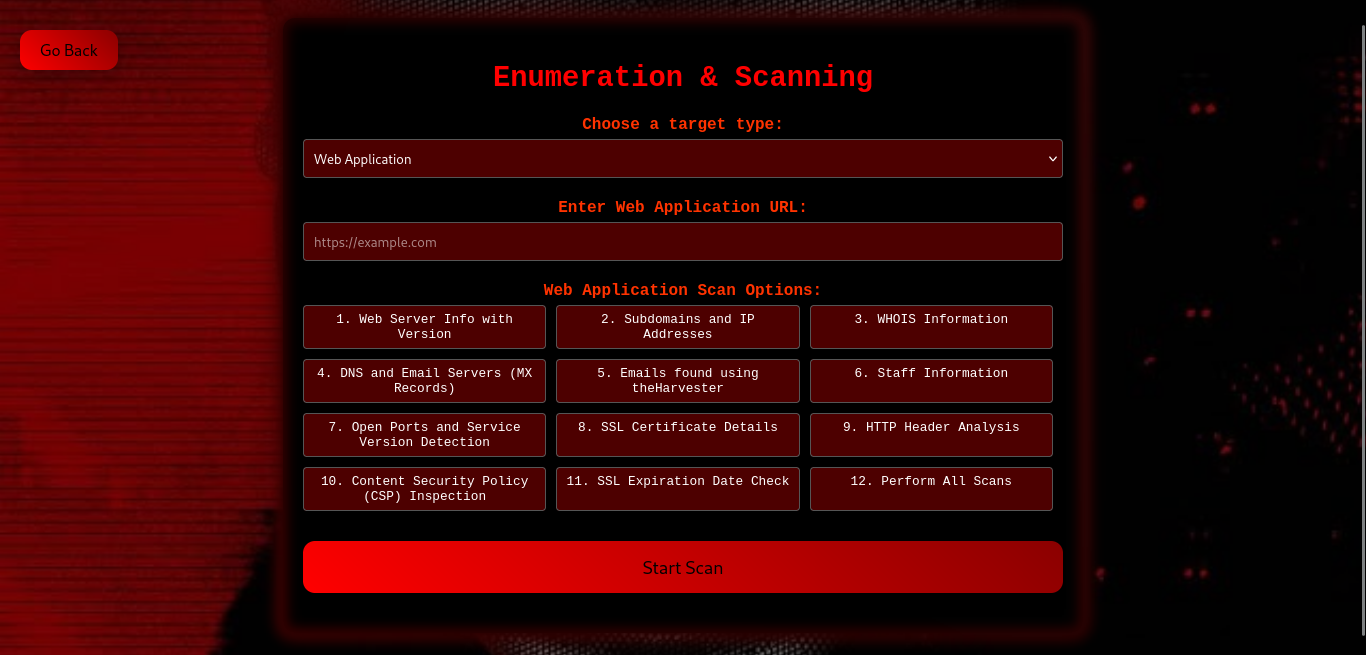 Go Back
Enumeration & Scanning
Choose a target type:
Web Application
Enter Web Application URL:
https://example.com
Web Application Scan Options:
1. Web Server Info with
Version
2. Subdomains and IP
Addresses
3. WHOIS Information
4. DNS and Email Servers (MX
Records)
5. Emails found using
theHarvester
6. Staff Information
7. Open Ports and Service
Version Detection
8. SSL Certificate Details
9. HTTP Header Analysis
10. Content Security Policy
(CSP) Inspection
11. SSL Expiration Date Check
12. Perform All Scans
Start Scan